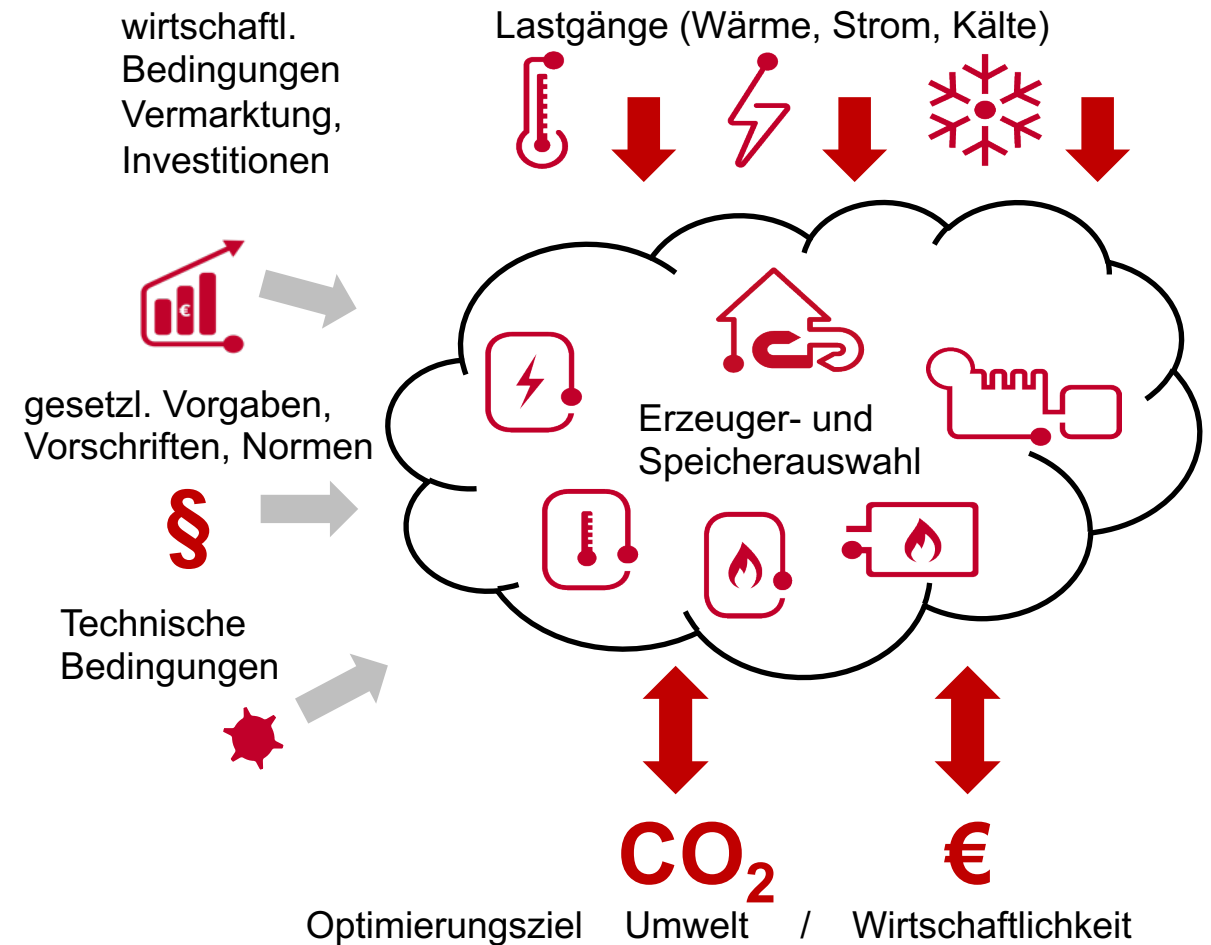 wirtschaftl.
Bedingungen
Vermarktung,
Investitionen
Lastgänge (Wärme, Strom, Kälte)
€
gesetzl. Vorgaben,
Vorschriften, Normen
§
Technische
Bedingungen
Erzeuger- und
Speicherauswahl
CO₂ €
Optimierungsziel Umwelt / Wirtschaftlichkeit